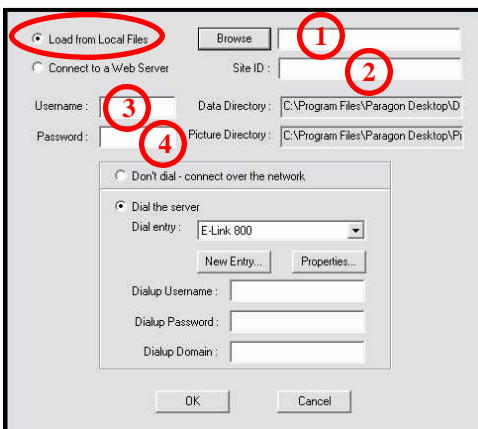 Load from Local Files Browse 1
Connect to a Web Server Site ID : 2
Username : 3 Data Directory : C:\Program Files\Paragon Desktop\D
Password : 4 Picture Directory : C:\Program Files\Paragon Desktop\Pi
Don't dial - connect over the network
Dial the server
Dial entry : E-Link 800
New Entry... Properties...
Dialup Username :
Dialup Password :
Dialup Domain :
OK Cancel